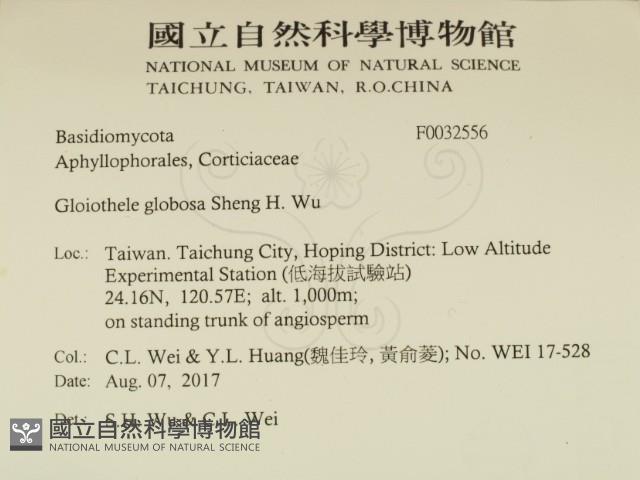 國立自然科學博物館
NATIONAL MUSEUM OF NATURAL SCIENCE
TAICHUNG, TAIWAN, R.O.CHINA
Basidiomycota F0032556
Aphyllophorales, Corticiaceae
Gloiothele globosa Sheng H. Wu
Loc.: Taiwan. Taichung City, Hoping District: Low Altitude
Experimental Station (低海拔試驗站)
24.16N, 120.57E; alt. 1,000m;
on standing trunk of angiosperm
Col.: C.L. Wei & Y.L. Huang(魏佳玲, 黃俞菱); No. WEI 17-528
Date: Aug. 07, 2017
Det.: S.H. Wu & C.L. Wei
國立自然科學博物館
NATIONAL MUSEUM OF NATURAL SCIENCE